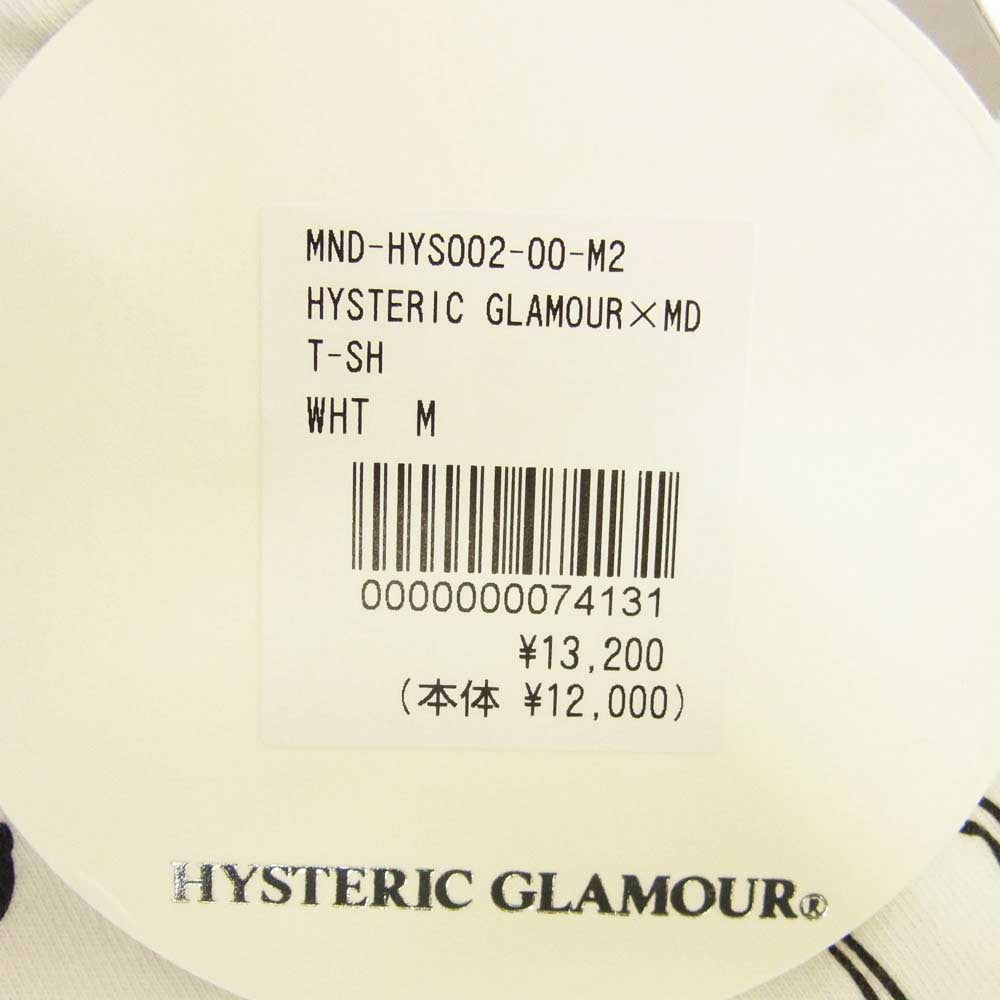 MND-HYS002-00-M2
HYSTERIC GLAMOUR×MD
T-SH
WHT M
0000000074131
¥13,200
(本体 ¥12,000)
HYSTERIC GLAMOUR®